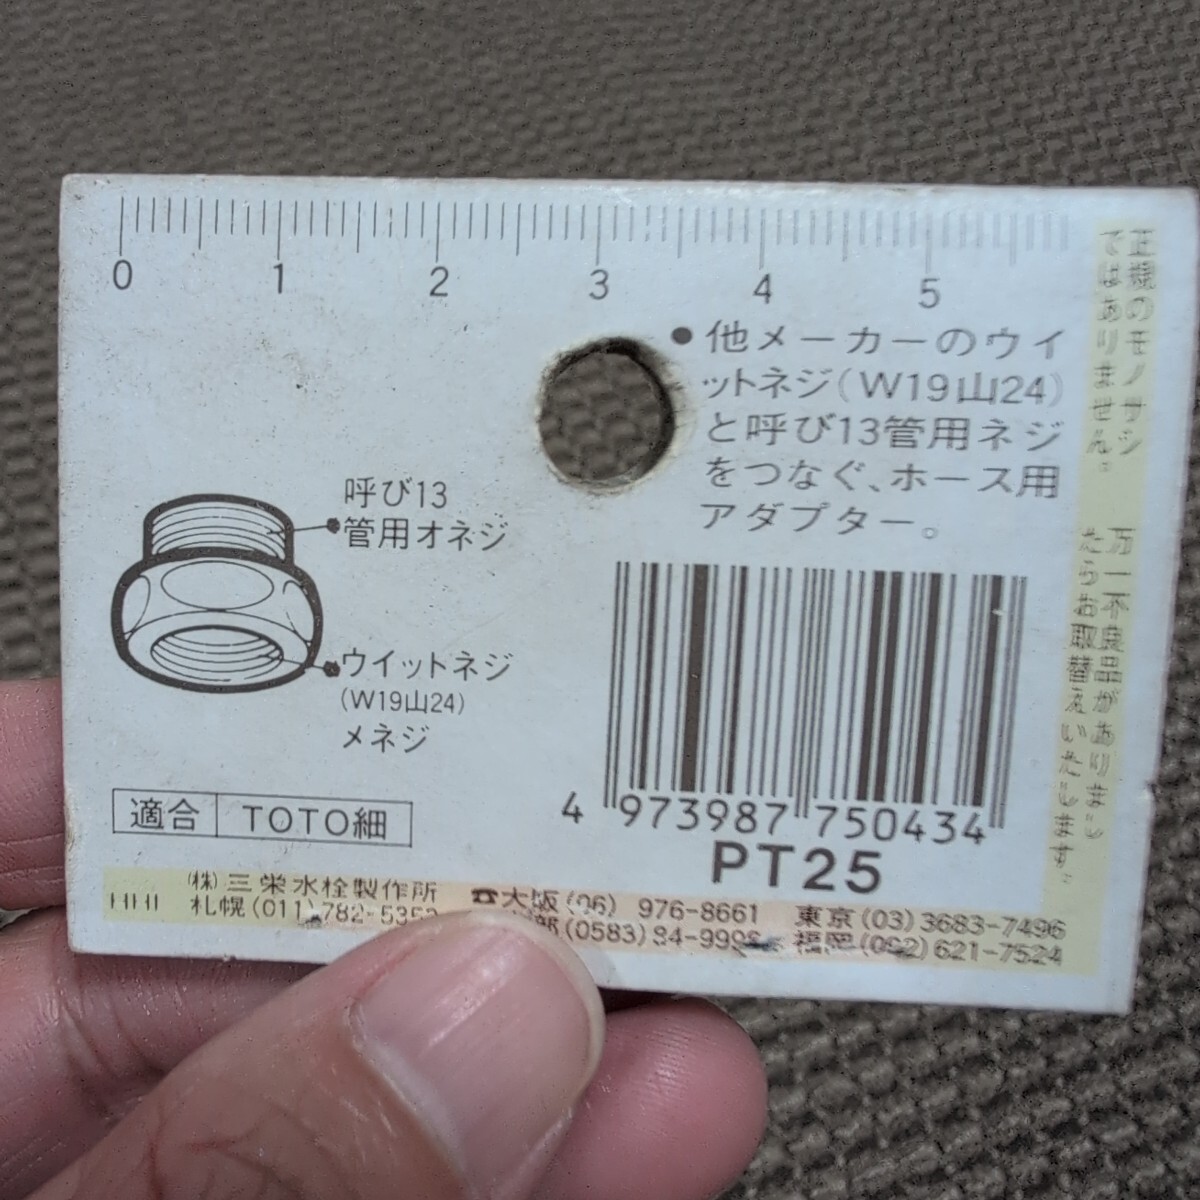 0 1 2 3 4 5
●他メーカーのウイ
ットネジ(W19山24)
と呼び13管用ネジ
をつなぐ、ホース用
アダプター。
呼び13
管用オネジ
ウイットネジ
(W19山24)
メネジ
適合 TOTO細
4 973987 750434
PT25
(株)三栄水栓製作所 ☎大阪(06) 976-8661 東京(03)3683-7496
札幌(011)782-535 部(0583)84-999 福岡(092)621-7524
正規のモノサシ
ではありません。
万一不良品がありまし
たらお取替えいたします。